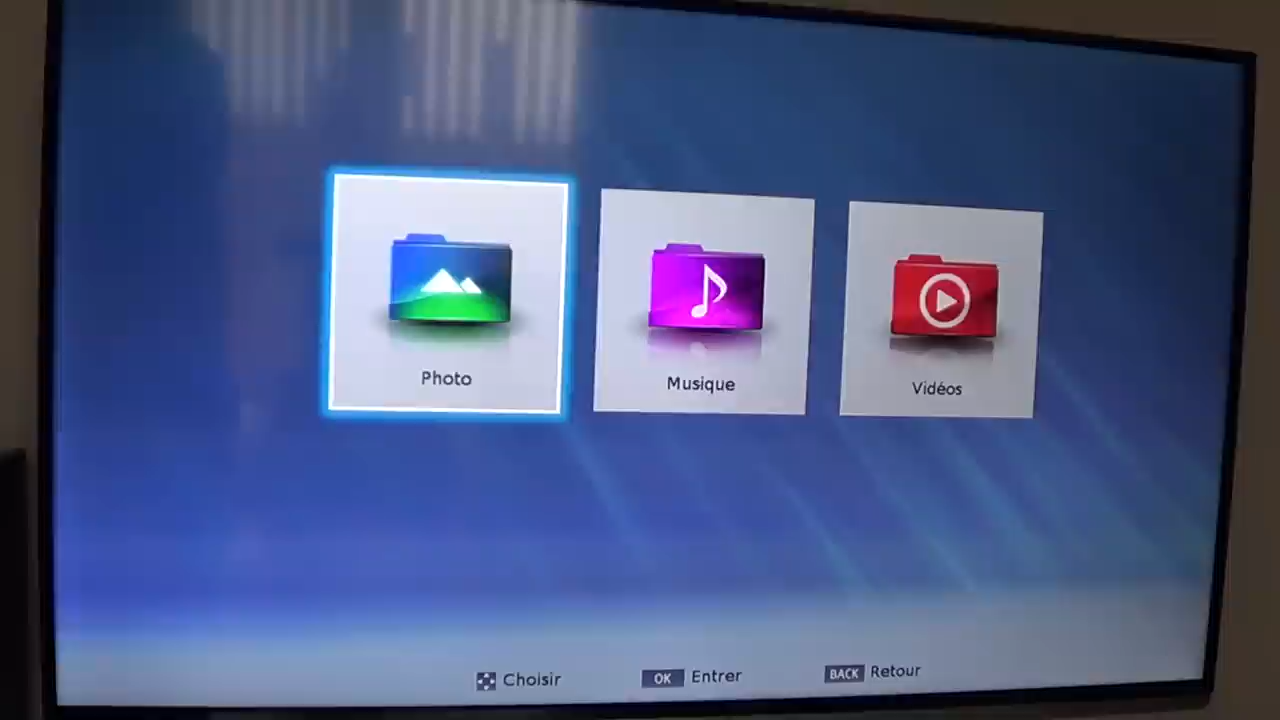 Photo
Musique
Vidéos
Choisir
OK Entrer
BACK Retour